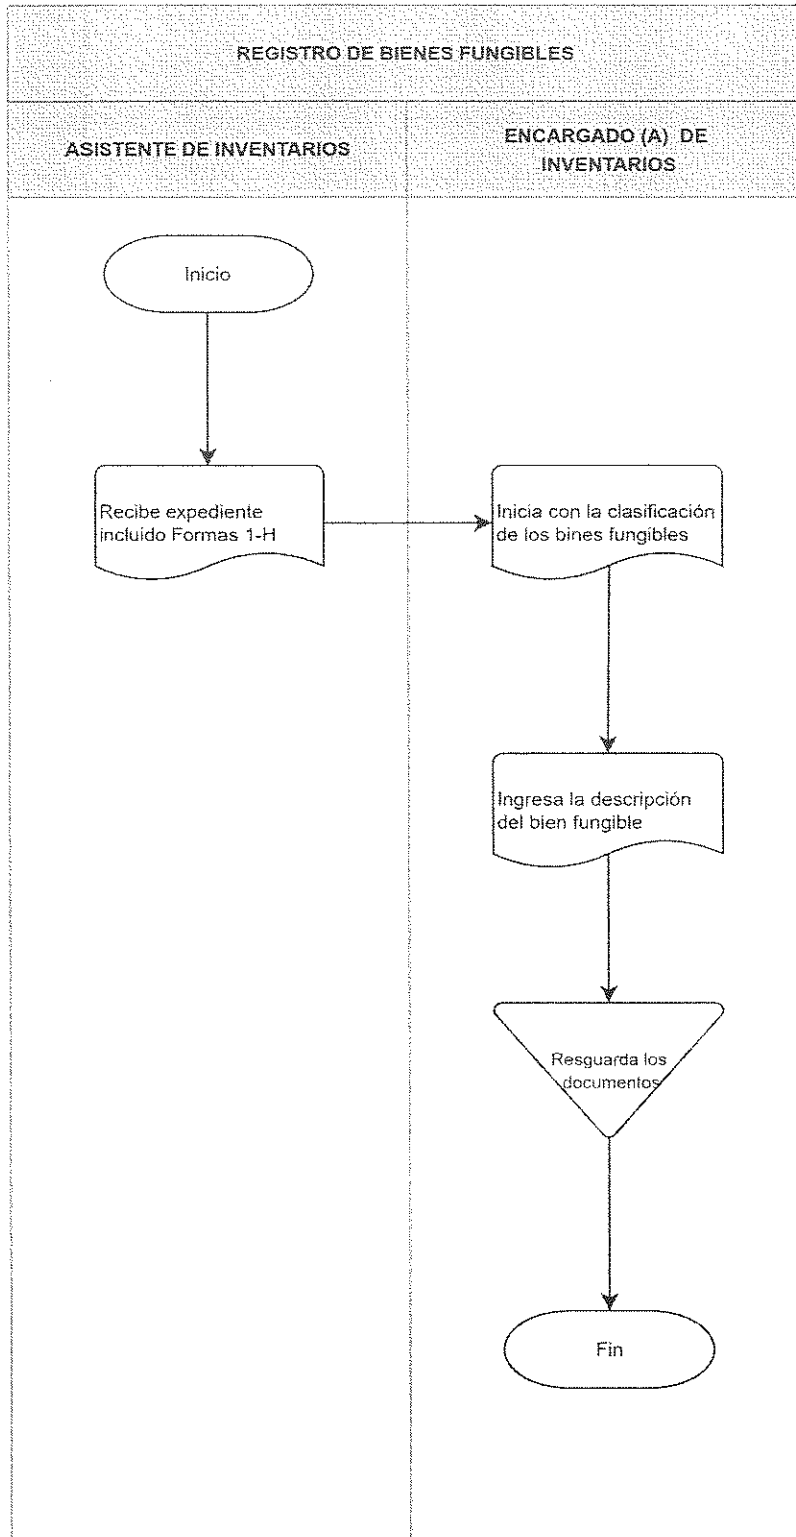 REGISTRO DE BIENES FUNGIBLES
ASISTENTE DE INVENTARIOS
ENCARGADO (A) DE
INVENTARIOS
Inicio
Recibe expediente
incluido Formas 1-H
Inicia con la clasificación
de los bines fungibles
Ingresa la descripción
del bien fungible
Resguarda los
documentos
Fin